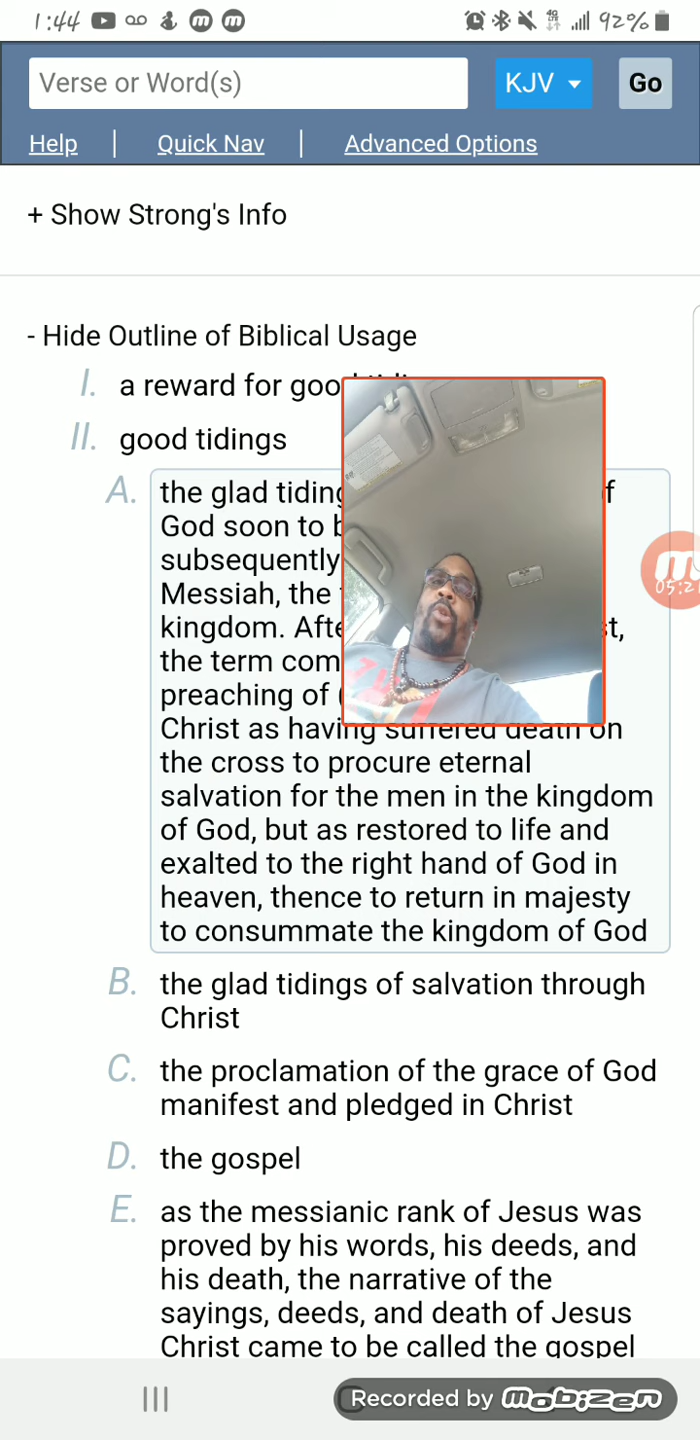 1:44
92%
Verse or Word(s)
KJV
Go
Help | Quick Nav | Advanced Options
+ Show Strong's Info
- Hide Outline of Biblical Usage
I. a reward for good
II. good tidings
A. the glad tidings
God soon to
subsequently
Messiah, the
kingdom.
the term
05:2
preaching of
Christ as having suffered death on
the cross to procure eternal
salvation for the men in the kingdom
of God, but as restored to life and
exalted to the right hand of God in
heaven, thence to return in majesty
to consummate the kingdom of God
B. the glad tidings of salvation through
Christ
C. the proclamation of the grace of God
manifest and pledged in Christ
D. the gospel
E. as the messianic rank of Jesus was
proved by his words, his deeds, and
his death, the narrative of the
sayings, deeds, and death of Jesus
Christ came to be called the gospel
Recorded by mobizen